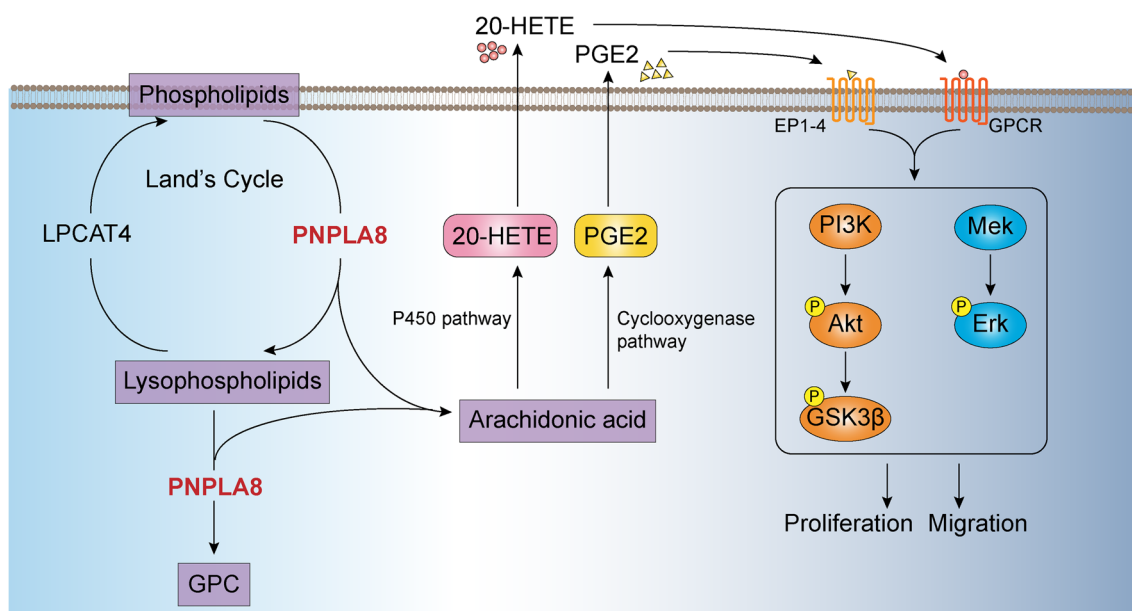 20-HETE
PGE2
Phospholipids
EP1-4
GPCR
Land's Cycle
LPCAT4
PNPLA8
20-HETE
PGE2
PI3K
Mek
P450 pathway
Cyclooxygenase
pathway
P
Akt
P
Erk
Lysophospholipids
Arachidonic acid
P
GSK3β
PNPLA8
Proliferation
Migration
GPC